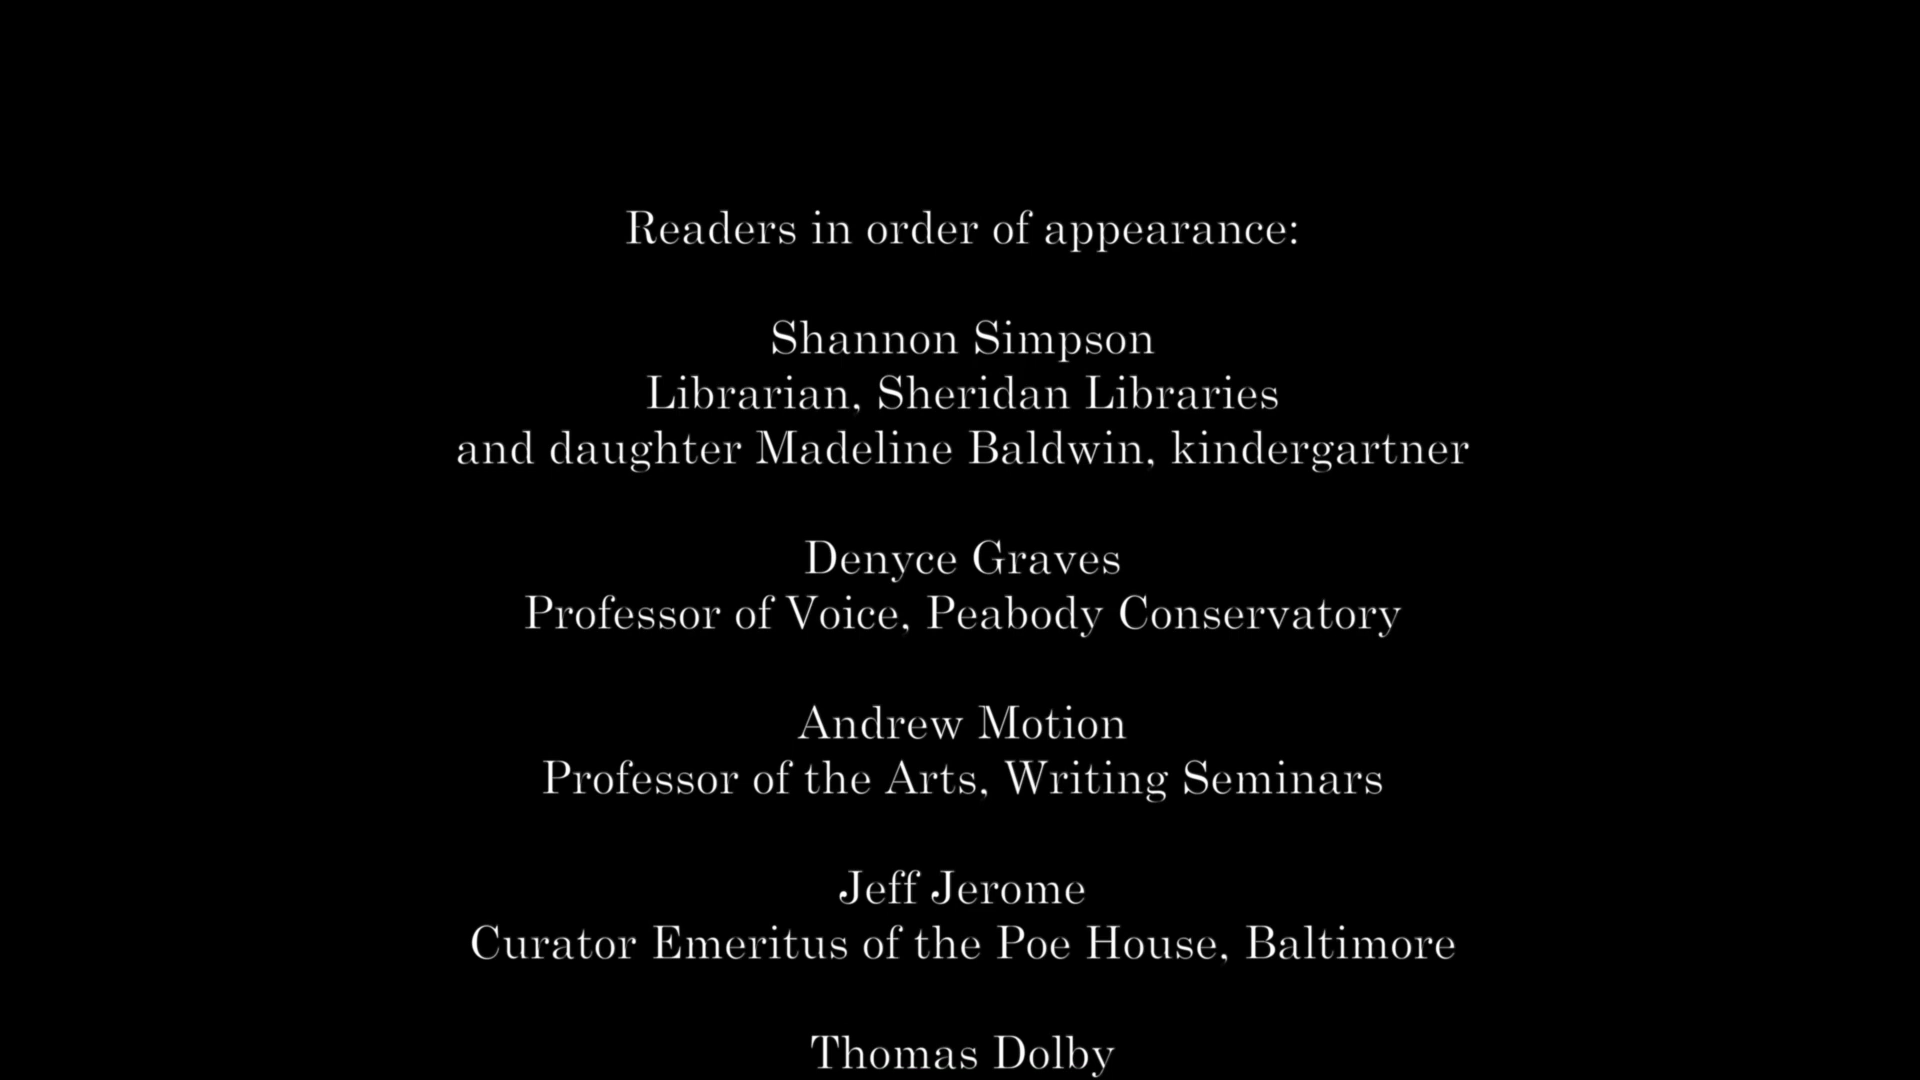 Readers in order of appearance:
Shannon Simpson
Librarian, Sheridan Libraries
and daughter Madeline Baldwin, kindergartner
Denyce Graves
Professor of Voice, Peabody Conservatory
Andrew Motion
Professor of the Arts, Writing Seminars
Jeff Jerome
Curator Emeritus of the Poe House, Baltimore
Thomas Dolby